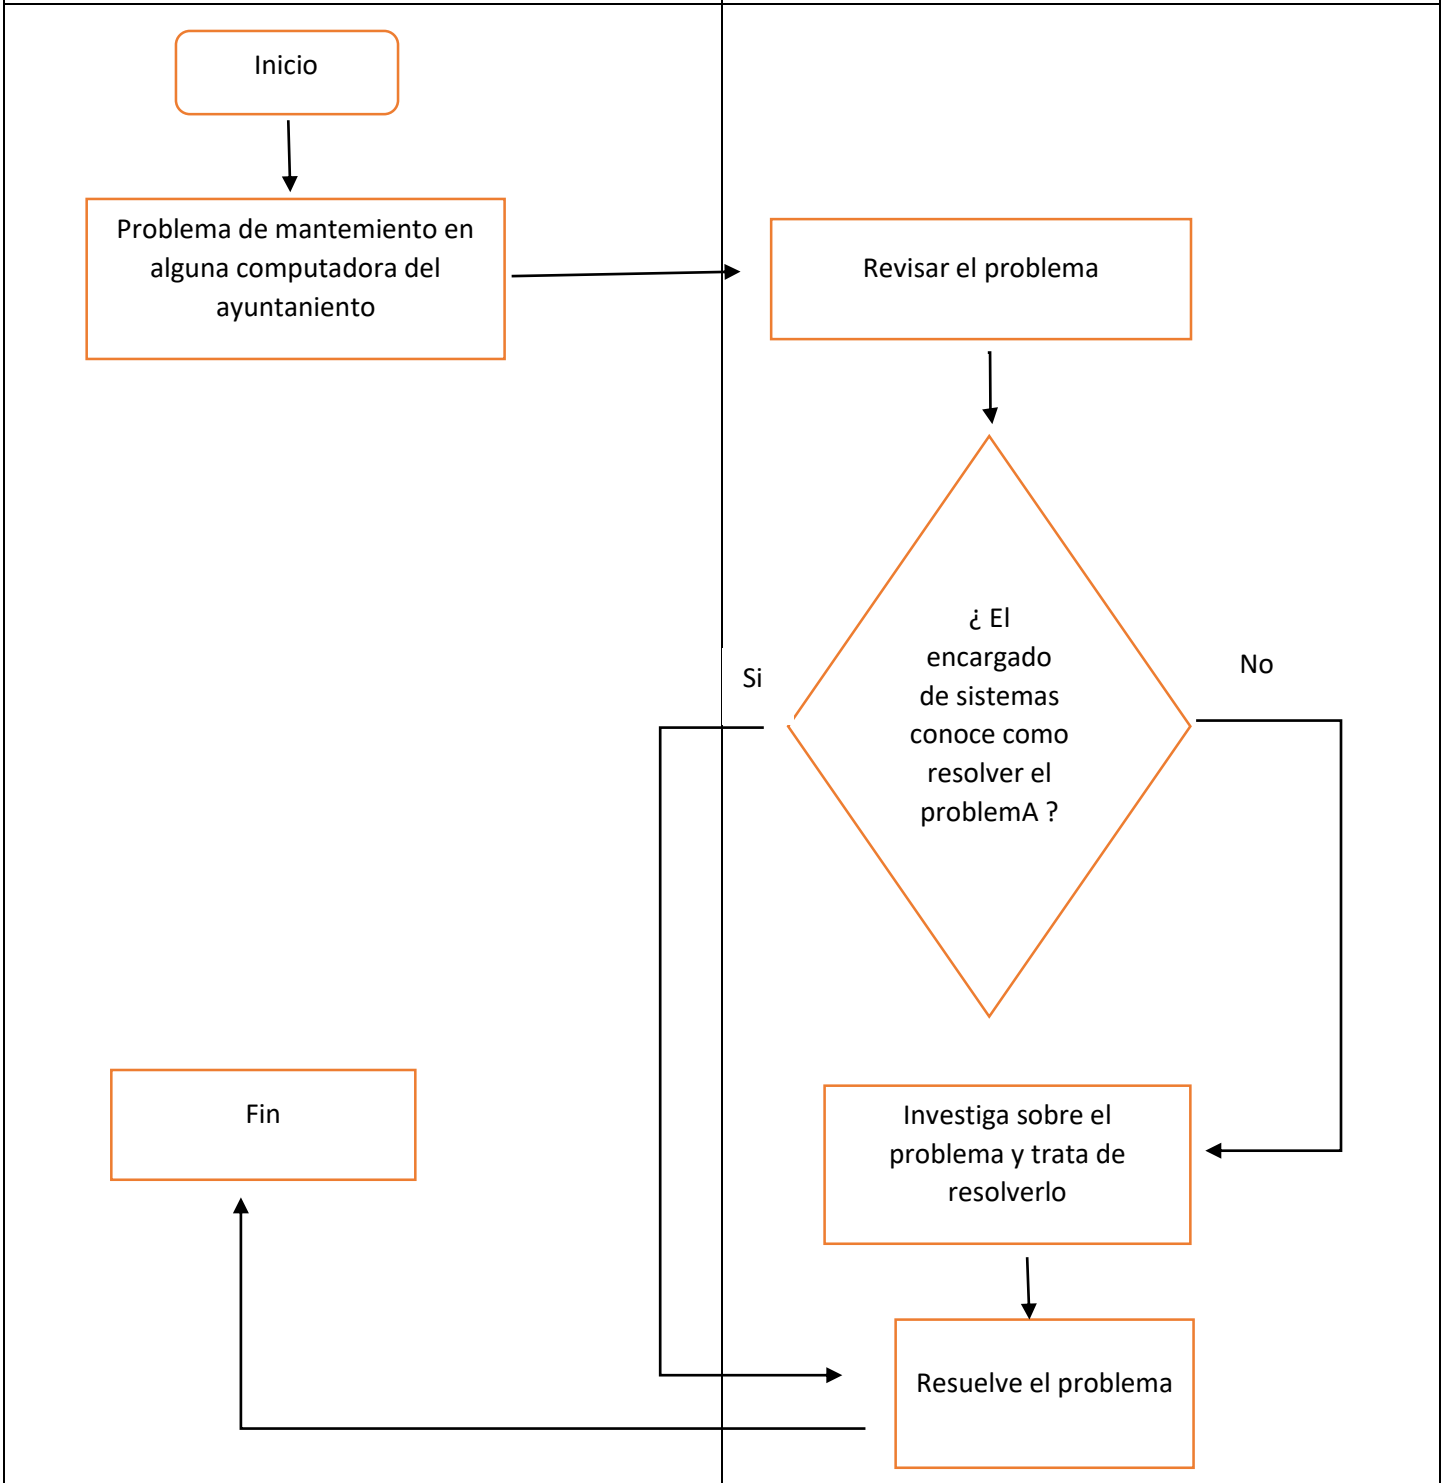 Inicio
Problema de mantemiento en
alguna computadora del
ayuntaniento
Revisar el problema
¿ El
encargado
de sistemas
conoce como
resolver el
problemA ?
Si
No
Investiga sobre el
problema y trata de
resolverlo
Resuelve el problema
Fin